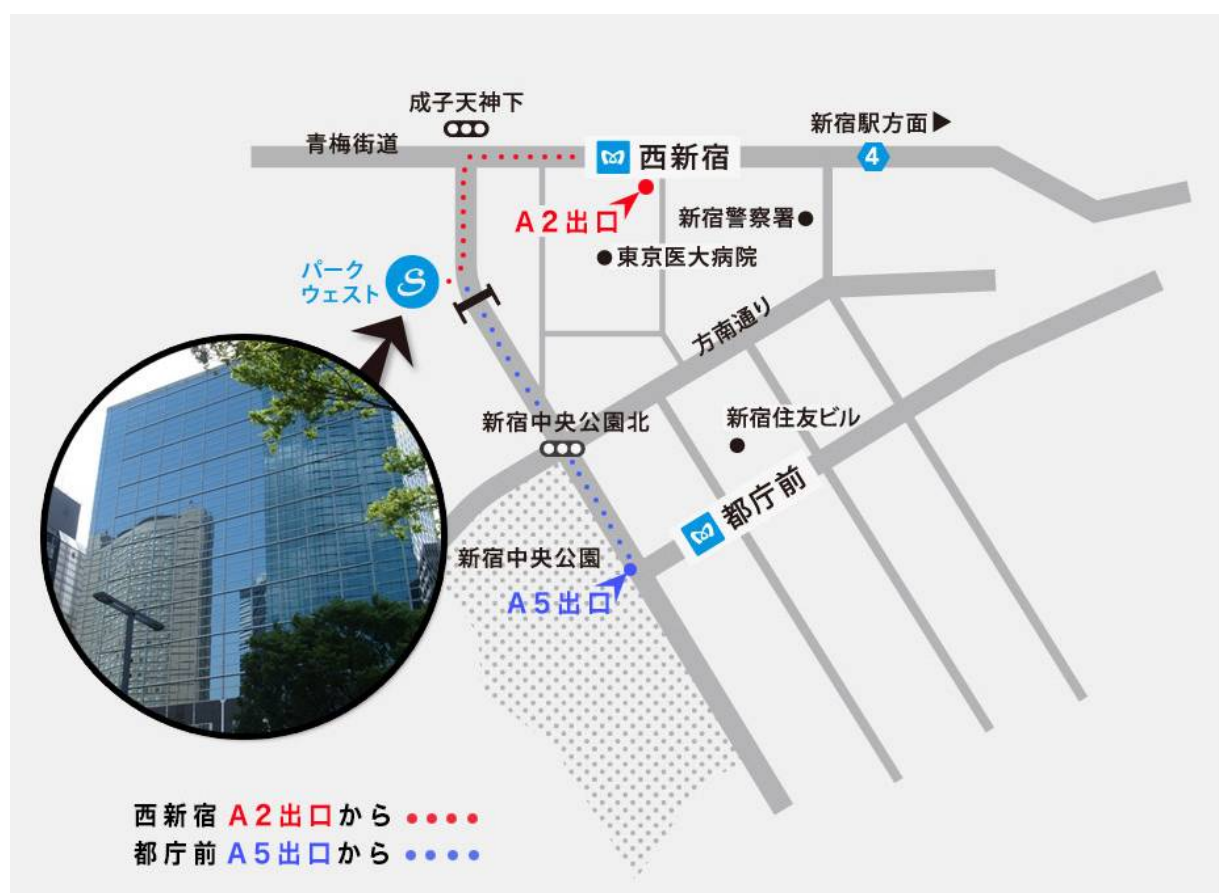 成子天神下
青梅街道
西新宿
新宿駅方面▶
4
A2出口
新宿警察署
東京医大病院
パーク
ウェスト
S
方南通り
新宿中央公園北
新宿住友ビル
都庁前
新宿中央公園
A5出口
西新宿 A2出口から
都庁前 A5出口から